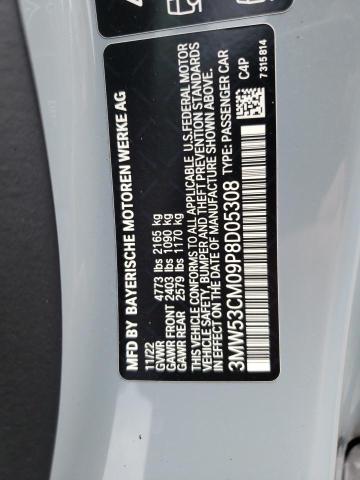 MFD BY BAYERISCHE MOTOREN WERKE AG
11/22
GVWR 4773 lbs 2165 kg
GAWR FRONT 2403 lbs 1090 kg
GAWR REAR 2579 lbs 1170 kg
THIS VEHICLE CONFORMS TO ALL APPLICABLE U.S.FEDERAL MOTOR
VEHICLE SAFETY, BUMPER AND THEFT PREVENTION STANDARDS
IN EFFECT ON THE DATE OF MANUFACTURE SHOWN ABOVE.
3MW53CM09P8D05308 TYPE: PASSENGER CAR
C4P
7 315 814